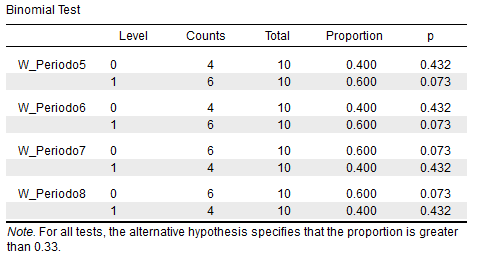 Binomial Test
Level Counts Total Proportion p
W_Periodo5 0 4 10 0.400 0.432
1 6 10 0.600 0.073
W_Periodo6 0 4 10 0.400 0.432
1 6 10 0.600 0.073
W_Periodo7 0 6 10 0.600 0.073
1 4 10 0.400 0.432
W_Periodo8 0 6 10 0.600 0.073
1 4 10 0.400 0.432
Note. For all tests, the alternative hypothesis specifies that the proportion is greater
than 0.33.